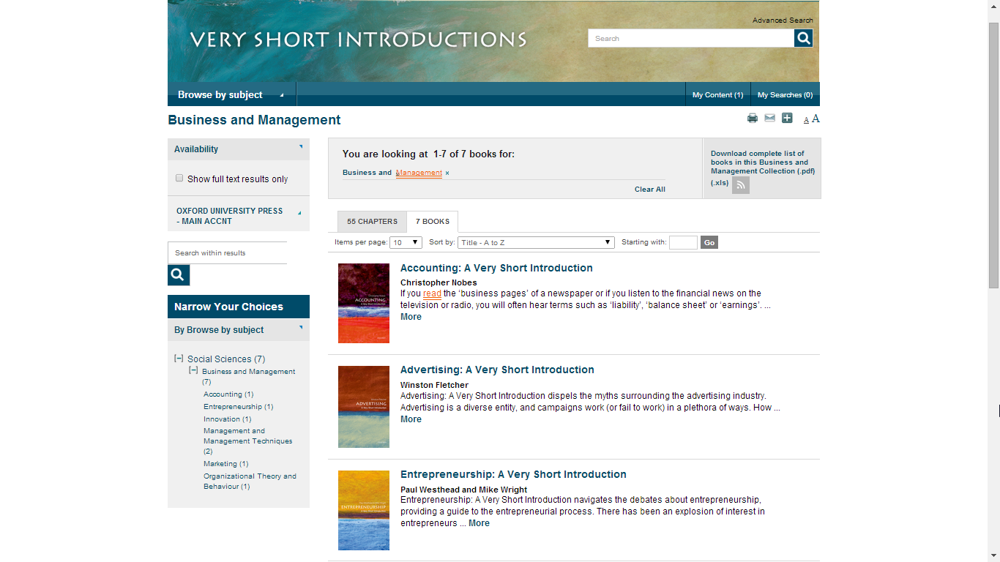 VERY SHORT INTRODUCTIONS
Advanced Search
Search
Browse by subject
My Content (1)
My Searches (0)
Business and Management
A A
Availability
Show full text results only
OXFORD UNIVERSITY PRESS
- MAIN ACCNT
Search within results
Narrow Your Choices
By Browse by subject
Social Sciences (7)
Business and Management
(7)
Accounting (1)
Entrepreneurship (1)
Innovation (1)
Management and
Management Techniques
(2)
Marketing (1)
Organizational Theory and
Behaviour (1)
You are looking at 1-7 of 7 books for:
Business and Management ×
Clear All
Download complete list of
books in this Business and
Management Collection (.pdf)
(.xls)
55 CHAPTERS
7 BOOKS
Items per page: 10 Sort by: Title - A to Z Starting with: Go
ACCOUNTING
Accounting: A Very Short Introduction
Christopher Nobes
If you read the ‘business pages’ of a newspaper or if you listen to the financial news on the
television or radio, you will often hear terms such as ‘liability’, ‘balance sheet’ or ‘earnings’. ...
More
ADVERTISING
Advertising: A Very Short Introduction
Winston Fletcher
Advertising: A Very Short Introduction dispels the myths surrounding the advertising industry.
Advertising is a diverse entity, and campaigns work (or fail to work) in a plethora of ways. How ...
More
ENTREPRENEURSHIP
Entrepreneurship: A Very Short Introduction
Paul Westhead and Mike Wright
Entrepreneurship: A Very Short Introduction navigates the debates about entrepreneurship,
providing a guide to the entrepreneurial process. There has been an explosion of interest in
entrepreneurs ... More